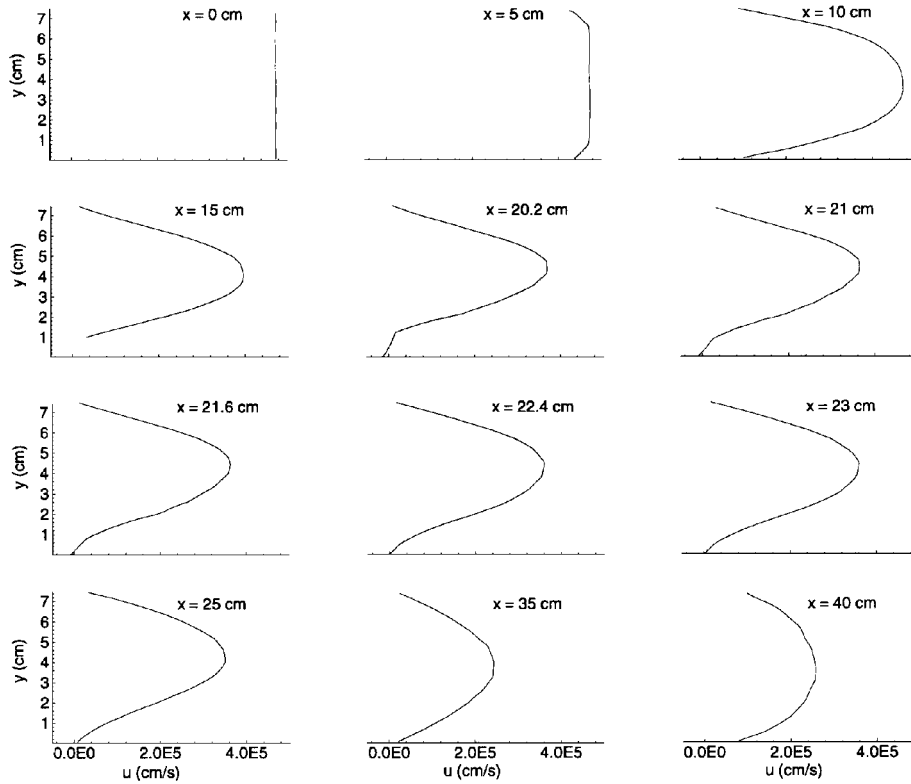 x = 0 cm
x = 5 cm
x = 10 cm
7
6
5
4
3
2
1
y (cm)
x = 15 cm
x = 20.2 cm
x = 21 cm
7
6
5
4
3
2
1
y (cm)
x = 21.6 cm
x = 22.4 cm
x = 23 cm
7
6
5
4
3
2
1
y (cm)
x = 25 cm
x = 35 cm
x = 40 cm
7
6
5
4
3
2
1
y (cm)
0.0E0 2.0E5 4.0E5
0.0E0 2.0E5 4.0E5
0.0E0 2.0E5 4.0E5
u (cm/s)
u (cm/s)
u (cm/s)